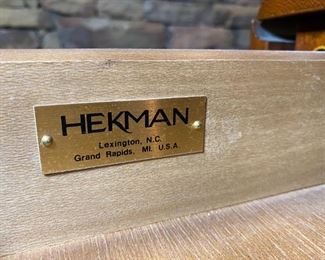 HEKMAN
Lexington, N.C.
Grand Rapids, MI. U.S.A.